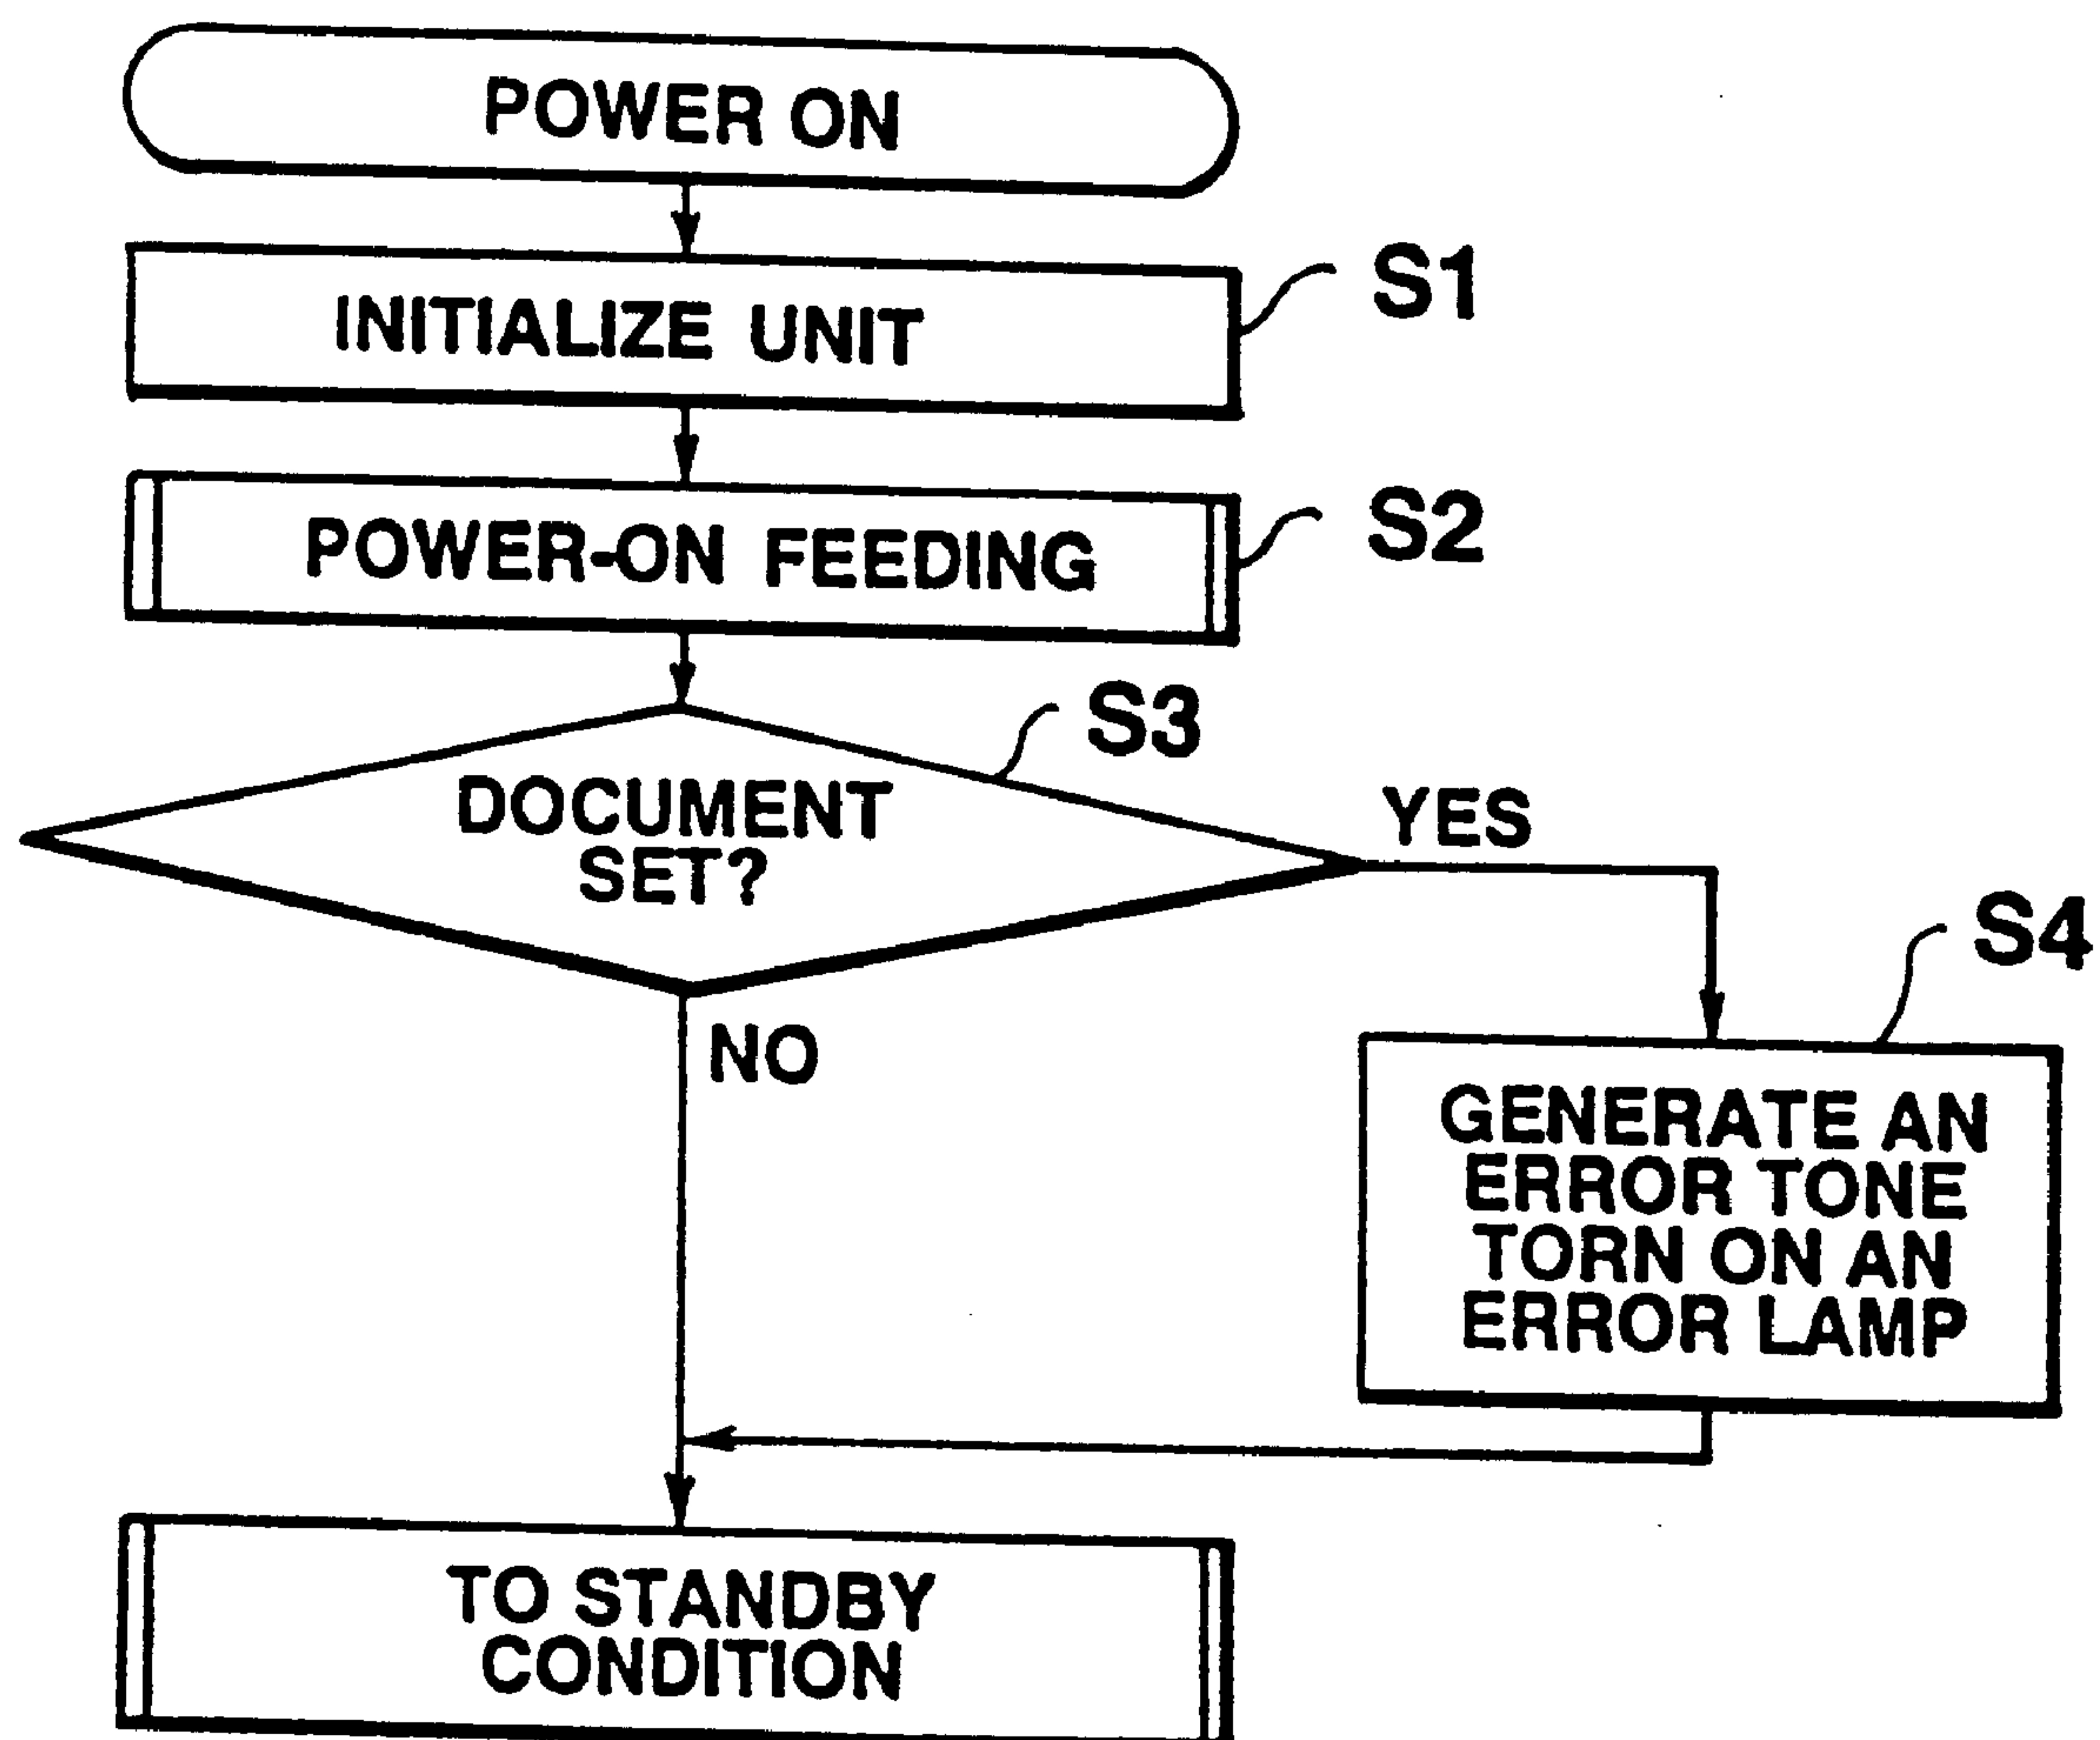 POWER ON
INITIALIZE UNIT
S1
POWER-ON FEEDING
S2
S3
DOCUMENT
SET?
YES
NO
S4
GENERATE AN
ERROR TONE
TORN ON AN
ERROR LAMP
TO STANDBY
CONDITION